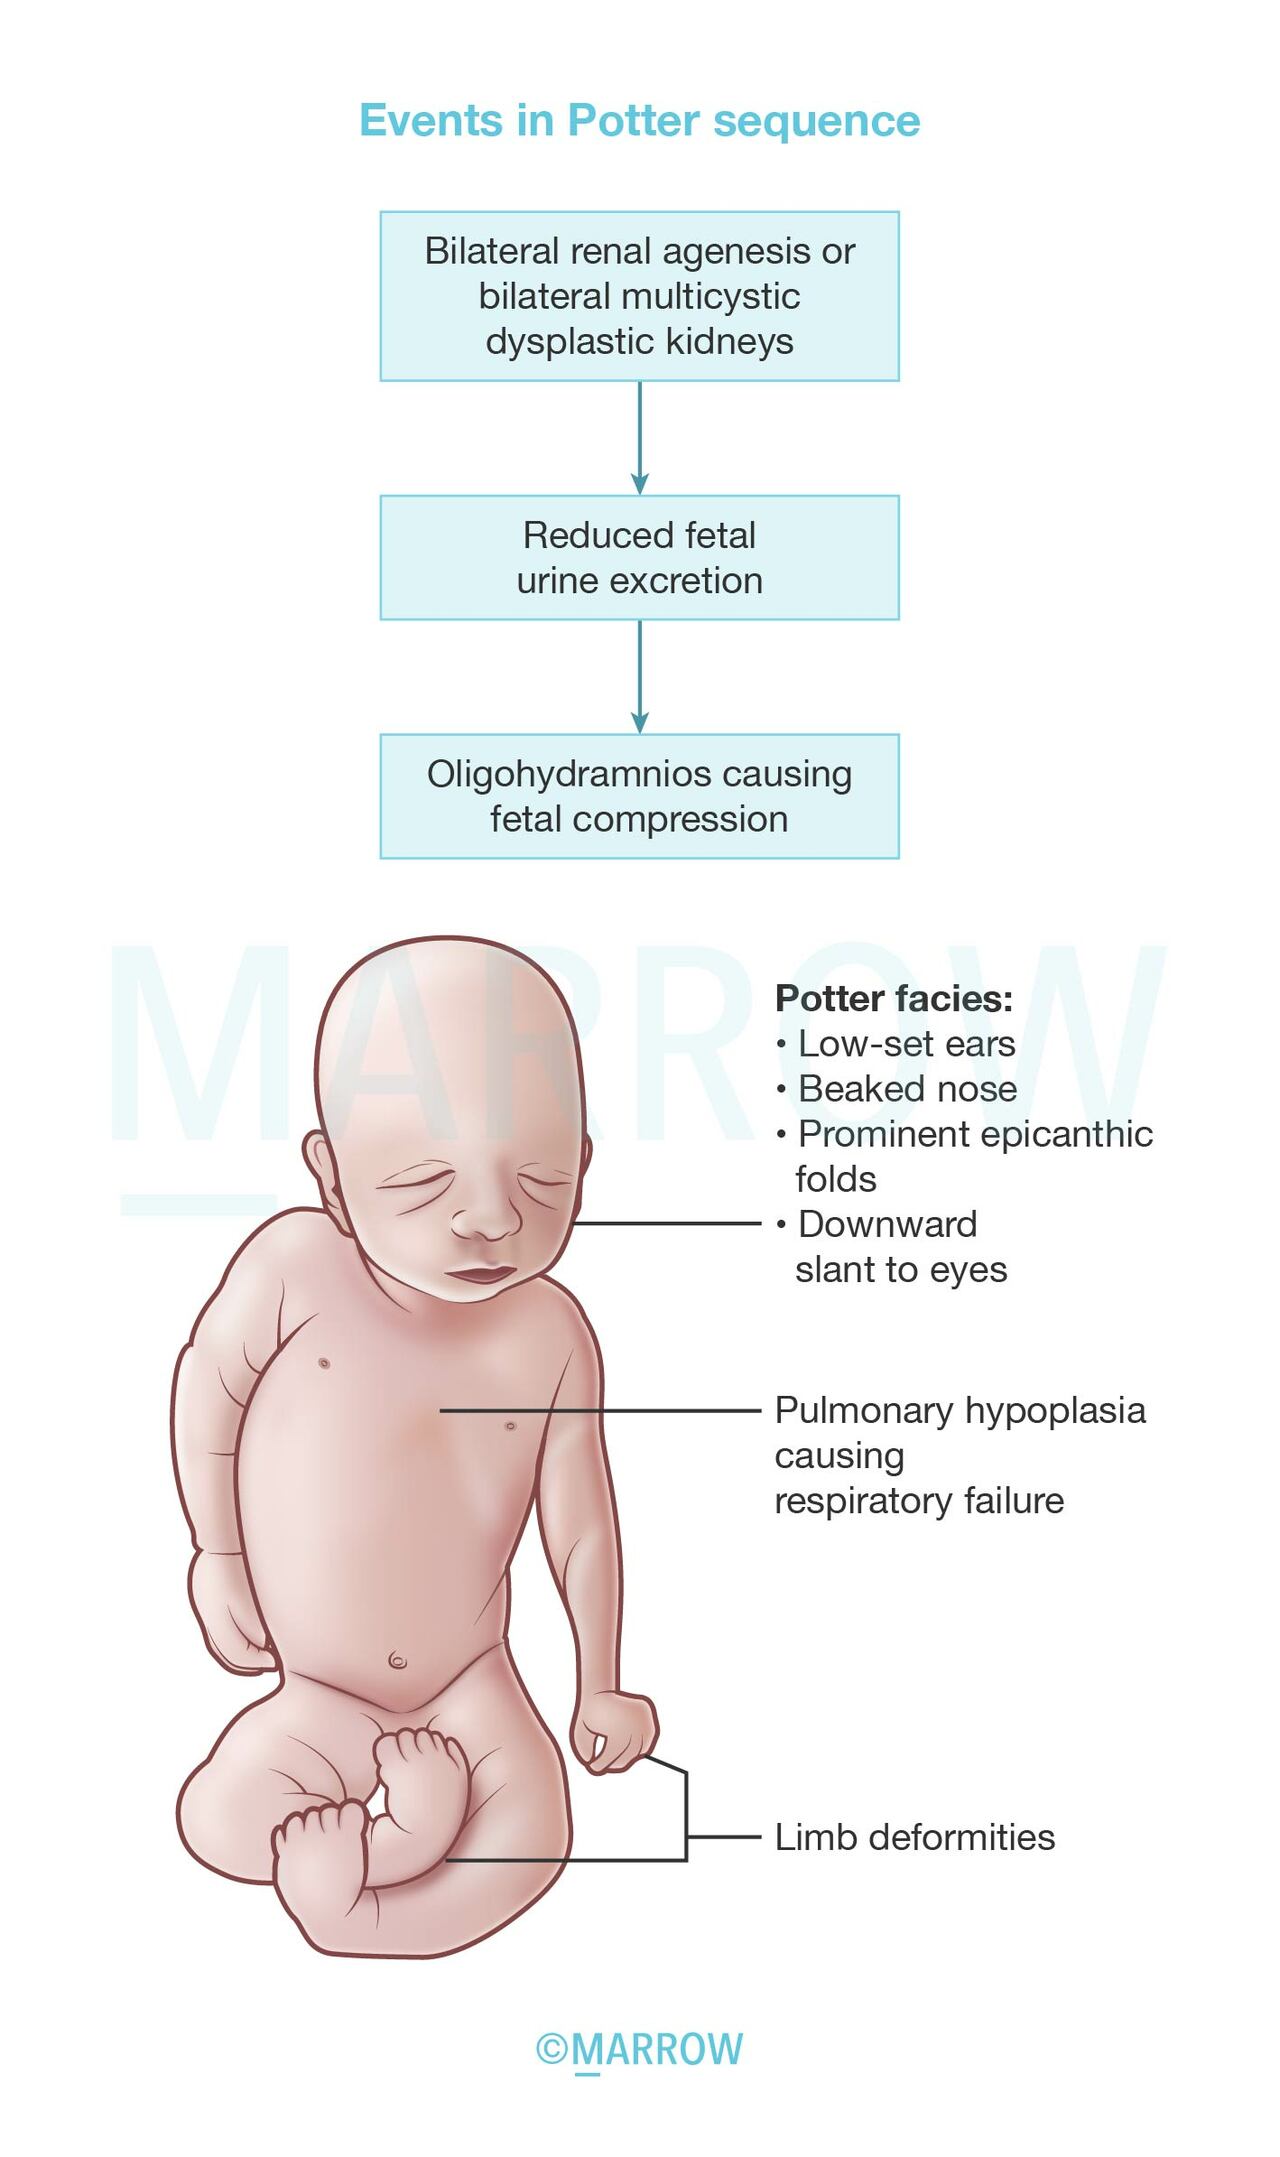 Events in Potter sequence
Bilateral renal agenesis or
bilateral multicystic
dysplastic kidneys
Reduced fetal
urine excretion
Oligohydramnios causing
fetal compression
MARROW
Potter facies:
• Low-set ears
• Beaked nose
• Prominent epicanthic
folds
• Downward
slant to eyes
Pulmonary hypoplasia
causing
respiratory failure
Limb deformities
©MARROW